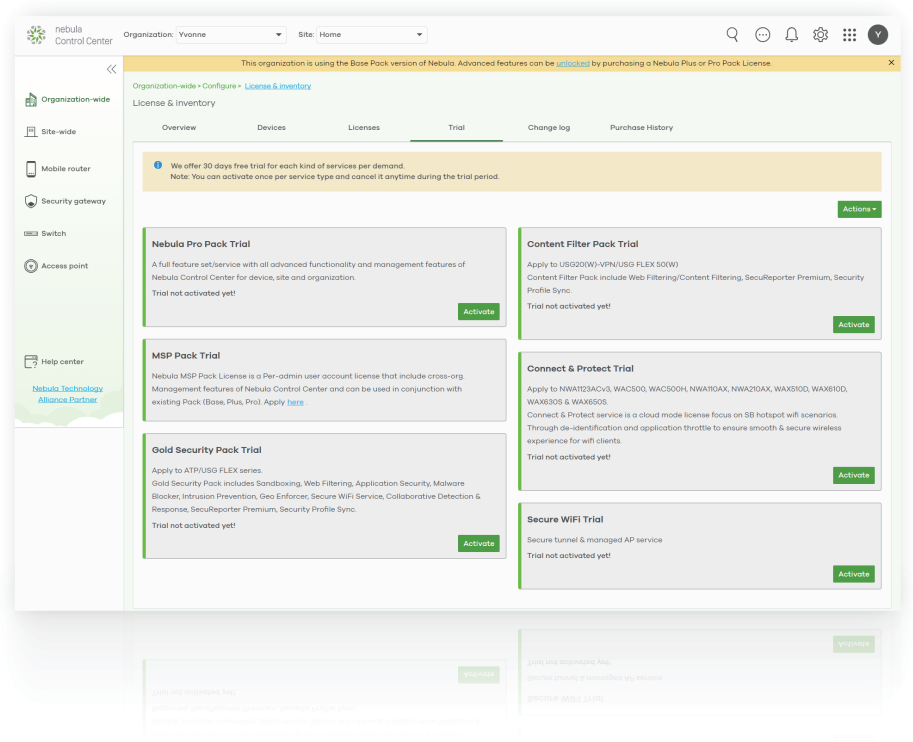 nebula
Control Center
Organization: Yvonne
Site: Home
Y
This organization is using the Base Pack version of Nebula. Advanced features can be unlocked by purchasing a Nebula Plus or Pro Pack License.
Organization-wide > Configure > License & inventory
License & inventory
Overview Devices Licenses Trial Change log Purchase History
Organization-wide
Site-wide
Mobile router
Security gateway
Switch
Access point
Help center
Nebula Technology
Alliance Partner
We offer 30 days free trial for each kind of services per demand.
Note: You can activate once per service type and cancel it anytime during the trial period.
Actions
Nebula Pro Pack Trial
A full feature set/service with all advanced functionality and management features of
Nebula Control Center for device, site and organization.
Trial not activated yet!
Activate
MSP Pack Trial
Nebula MSP Pack License is a Per-admin user account license that include cross-org.
Management features of Nebula Control Center and can be used in conjunction with
existing Pack (Base, Plus, Pro). Apply here .
Gold Security Pack Trial
Apply to ATP/USG FLEX series.
Gold Security Pack includes Sandboxing, Web Filtering, Application Security, Malware
Blocker, Intrusion Prevention, Geo Enforcer, Secure WiFi Service, Collaborative Detection &
Response, SecuReporter Premium, Security Profile Sync.
Trial not activated yet!
Activate
Content Filter Pack Trial
Apply to USG20(W)-VPN/USG FLEX 50(W)
Content Filter Pack include Web Filtering/Content Filtering, SecuReporter Premium, Security
Profile Sync.
Trial not activated yet!
Activate
Connect & Protect Trial
Apply to NWA1123ACv3, WAC500, WAC500H, NWA110AX, NWA210AX, WAX510D, WAX610D,
WAX630S & WAX650S.
Connect & Protect service is a cloud mode license focus on SB hotspot wifi scenarios.
Through de-identification and application throttle to ensure smooth & secure wireless
experience for wifi clients.
Trial not activated yet!
Activate
Secure WiFi Trial
Secure tunnel & managed AP service
Trial not activated yet!
Activate